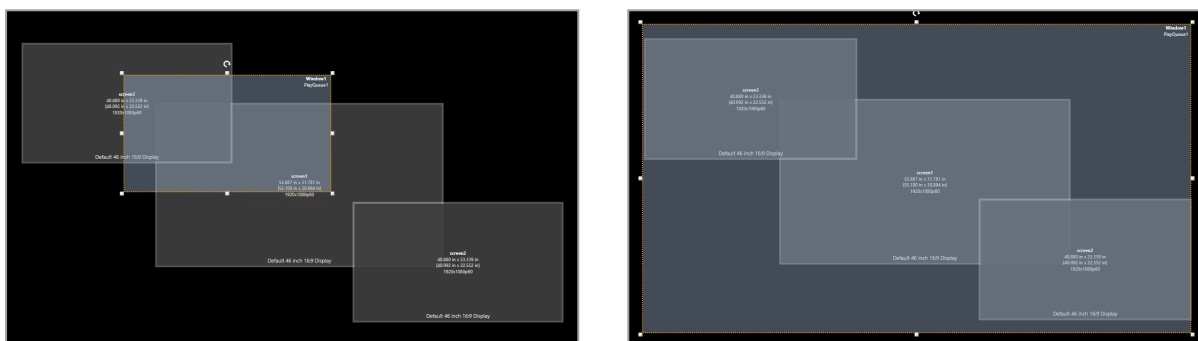 Window1
PlayQueue1
screen3
40.880 in x 23.239 in
[40.092 in x 22.552 in]
1920x1080p60
Default 46 inch 16:9 Display
screen1
55.887 in x 31.781 in
[55.100 in x 30.994 in]
1920x1080p60
Default 46 inch 16:9 Display
screen2
40.880 in x 23.239 in
[40.092 in x 22.552 in]
1920x1080p60
Default 46 inch 16:9 Display
Window1
PlayQueue1
screen3
40.880 in x 23.239 in
[40.092 in x 22.552 in]
1920x1080p60
Default 46 inch 16:9 Display
screen1
55.887 in x 31.781 in
[55.100 in x 30.994 in]
1920x1080p60
screen2
40.880 in x 23.239 in
[40.092 in x 22.552 in]
1920x1080p60
Default 46 inch 16:9 Display